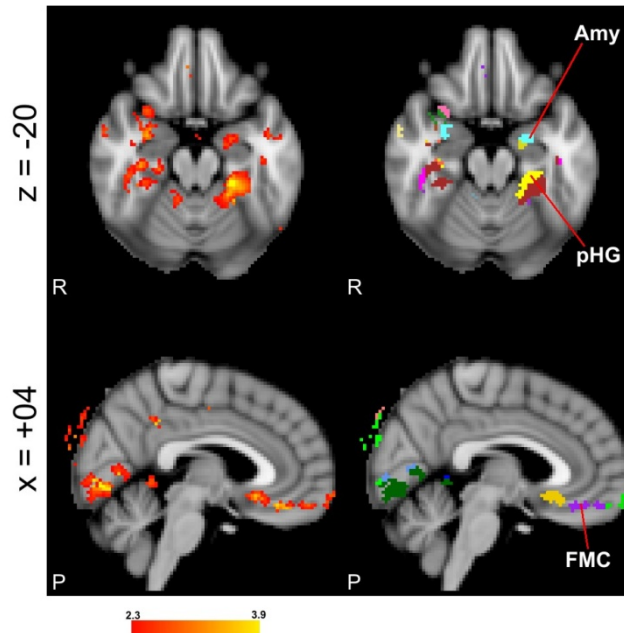 Amy
z = -20
pHG
R
R
x = +04
FMC
P
P
2.3
3.9